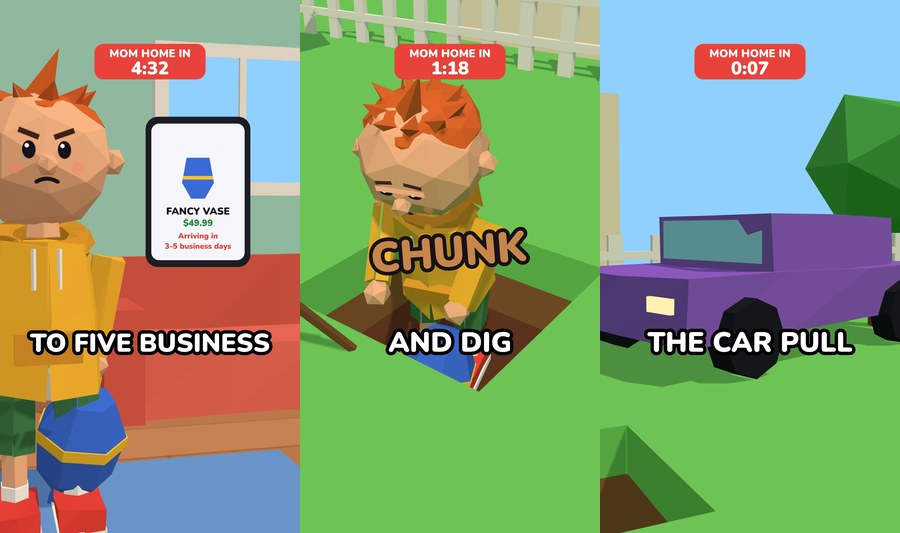 MOM HOME IN
4:32
FANCY VASE
$49.99
Arriving in
3-5 business days
TO FIVE BUSINESS
MOM HOME IN
1:18
CHUNK
AND DIG
MOM HOME IN
0:07
THE CAR PULL